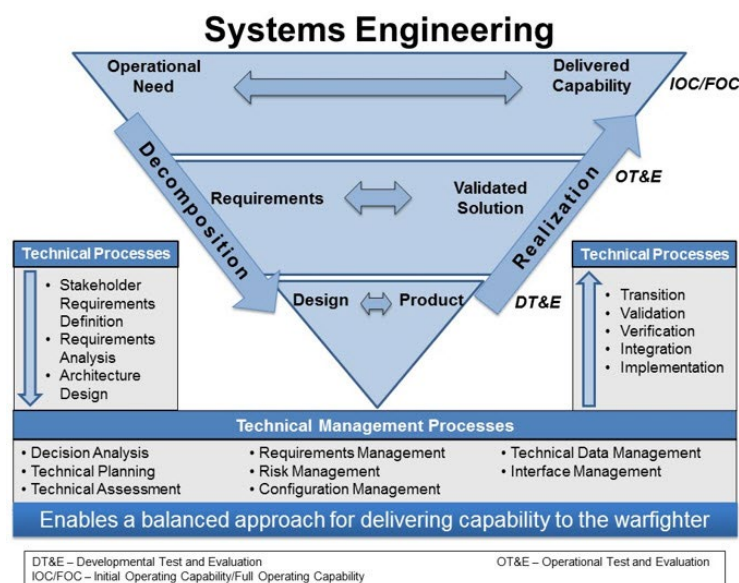 Systems Engineering
Operational
Need
Delivered
Capability
IOC/FOC
Decomposition
Realization
OT&E
Requirements
Validated
Solution
Design
Product
DT&E
Technical Processes
• Stakeholder
Requirements
Definition
• Requirements
Analysis
• Architecture
Design
Technical Processes
• Transition
• Validation
• Verification
• Integration
• Implementation
Technical Management Processes
• Decision Analysis
• Technical Planning
• Technical Assessment
• Requirements Management
• Risk Management
• Configuration Management
• Technical Data Management
• Interface Management
Enables a balanced approach for delivering capability to the warfighter
DT&E – Developmental Test and Evaluation
OT&E – Operational Test and Evaluation
IOC/FOC – Initial Operating Capability/Full Operating Capability